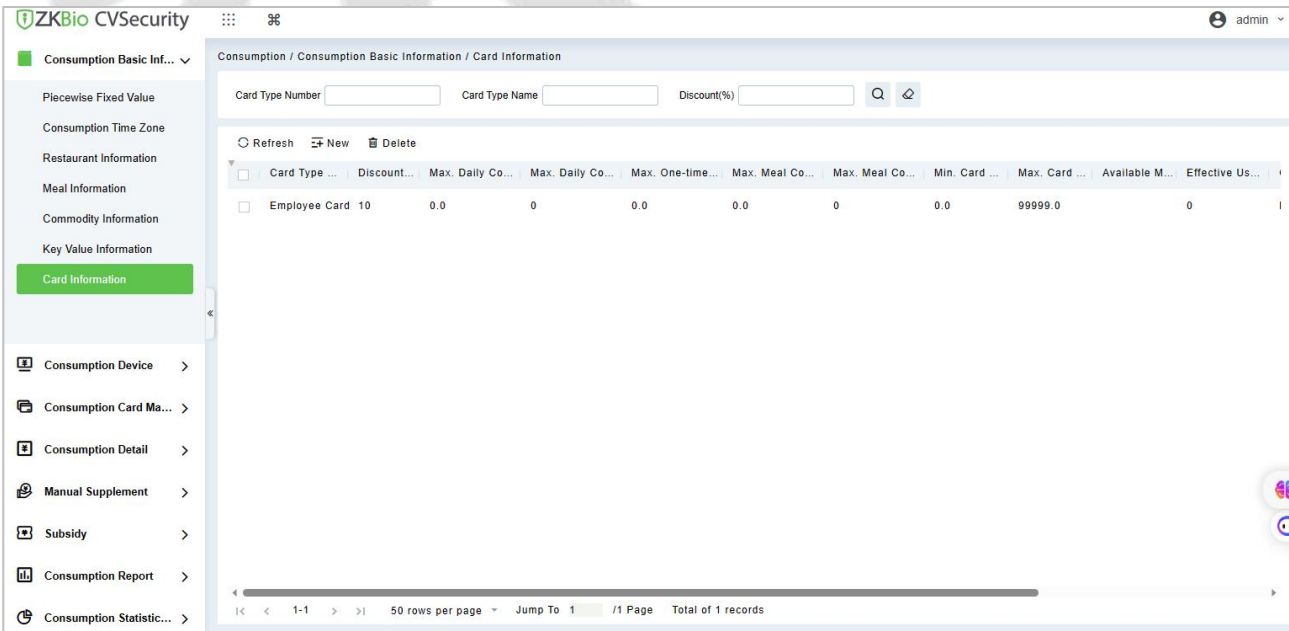 ZKBio CVSecurity
admin
Consumption Basic Inf...
Consumption / Consumption Basic Information / Card Information
Piecewise Fixed Value
Consumption Time Zone
Restaurant Information
Meal Information
Commodity Information
Key Value Information
Card Information
Card Type Number
Card Type Name
Discount(%)
Refresh
New
Delete
Card Type ... Discount... Max. Daily Co... Max. Daily Co... Max. One-time... Max. Meal Co... Max. Meal Co... Min. Card ... Max. Card ... Available M... Effective Us...
Employee Card 10 0.0 0 0.0 0.0 0 0.0 99999.0 0
Consumption Device
Consumption Card Ma...
Consumption Detail
Manual Supplement
Subsidy
Consumption Report
Consumption Statistic...
1-1 50 rows per page Jump To 1 /1 Page Total of 1 records